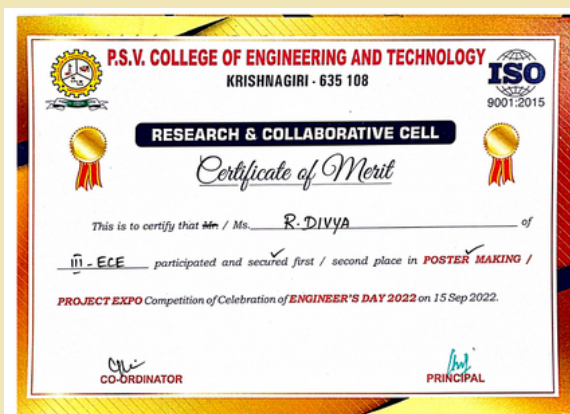 P.S.V. COLLEGE OF ENGINEERING AND TECHNOLOGY
KRISHNAGIRI - 635 108
ISO
9001:2015
RESEARCH & COLLABORATIVE CELL
Certificate of Merit
This is to certify that Mr / Ms. R. DIVYA of
III - ECE participated and secured first / second place in POSTER MAKING /
PROJECT EXPO Competition of Celebration of ENGINEER'S DAY 2022 on 15 Sep 2022.
CO-ORDINATOR
PRINCIPAL